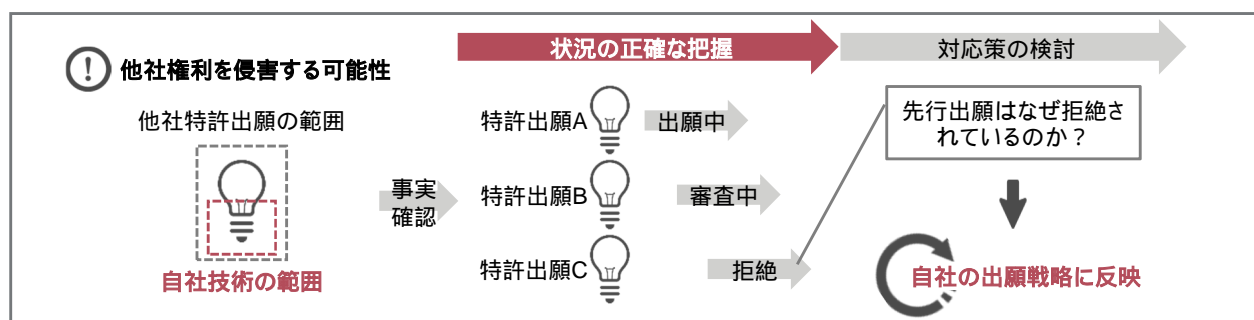 他社権利を侵害する可能性
他社特許出願の範囲
自社技術の範囲
事実
確認
状況の正確な把握
特許出願A
出願中
特許出願B
審査中
特許出願C
拒絶
対応策の検討
先行出願はなぜ拒絶さ
れているのか？
自社の出願戦略に反映